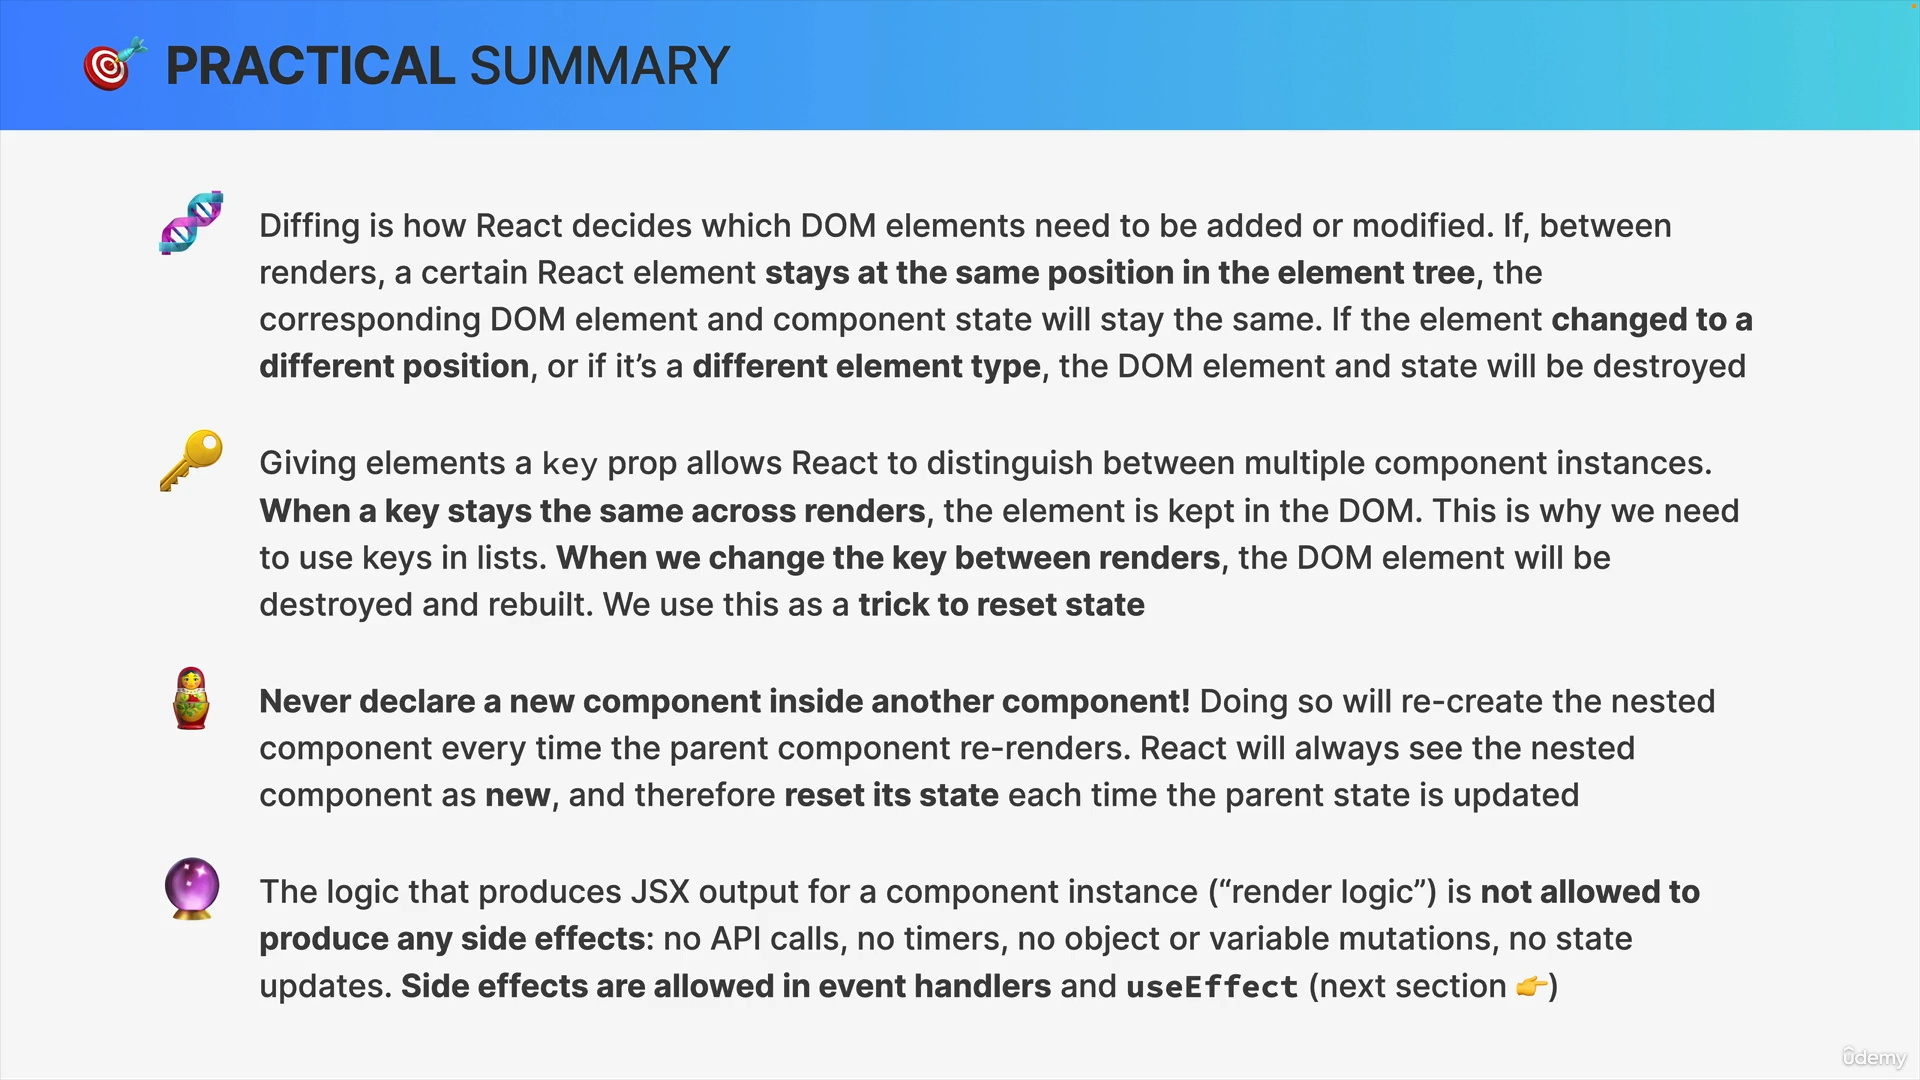 PRACTICAL SUMMARY
Diffing is how React decides which DOM elements need to be added or modified. If, between
renders, a certain React element stays at the same position in the element tree, the
corresponding DOM element and component state will stay the same. If the element changed to a
different position, or if it’s a different element type, the DOM element and state will be destroyed
Giving elements a key prop allows React to distinguish between multiple component instances.
When a key stays the same across renders, the element is kept in the DOM. This is why we need
to use keys in lists. When we change the key between renders, the DOM element will be
destroyed and rebuilt. We use this as a trick to reset state
Never declare a new component inside another component! Doing so will re-create the nested
component every time the parent component re-renders. React will always see the nested
component as new, and therefore reset its state each time the parent state is updated
The logic that produces JSX output for a component instance (“render logic”) is not allowed to
produce any side effects: no API calls, no timers, no object or variable mutations, no state
updates. Side effects are allowed in event handlers and useEffect (next section 👉)
ûdemy